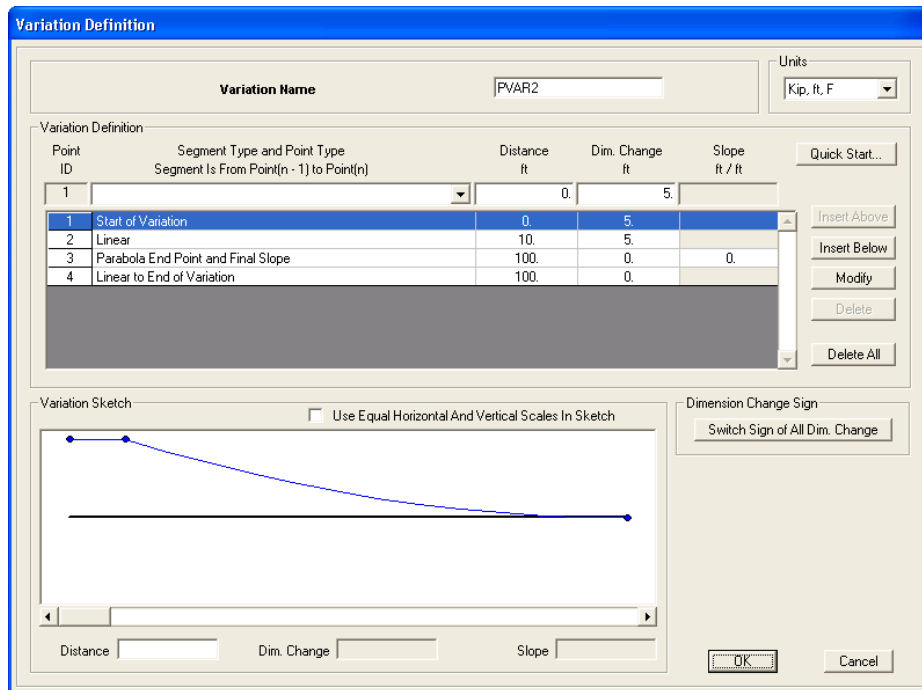 Variation Definition
Units
Variation Name PVAR2 Kip, ft, F
Variation Definition
Point Segment Type and Point Type Distance Dim. Change Slope Quick Start...
ID Segment Is From Point(n - 1) to Point(n) ft ft ft / ft
1 0. 5.
1 Start of Variation 0. 5. Insert Above
2 Linear 10. 5. Insert Below
3 Parabola End Point and Final Slope 100. 0. 0.
4 Linear to End of Variation 100. 0. Modify
Delete
Delete All
Variation Sketch Dimension Change Sign
Use Equal Horizontal And Vertical Scales In Sketch
Switch Sign of All Dim. Change
Distance Dim. Change Slope OK Cancel